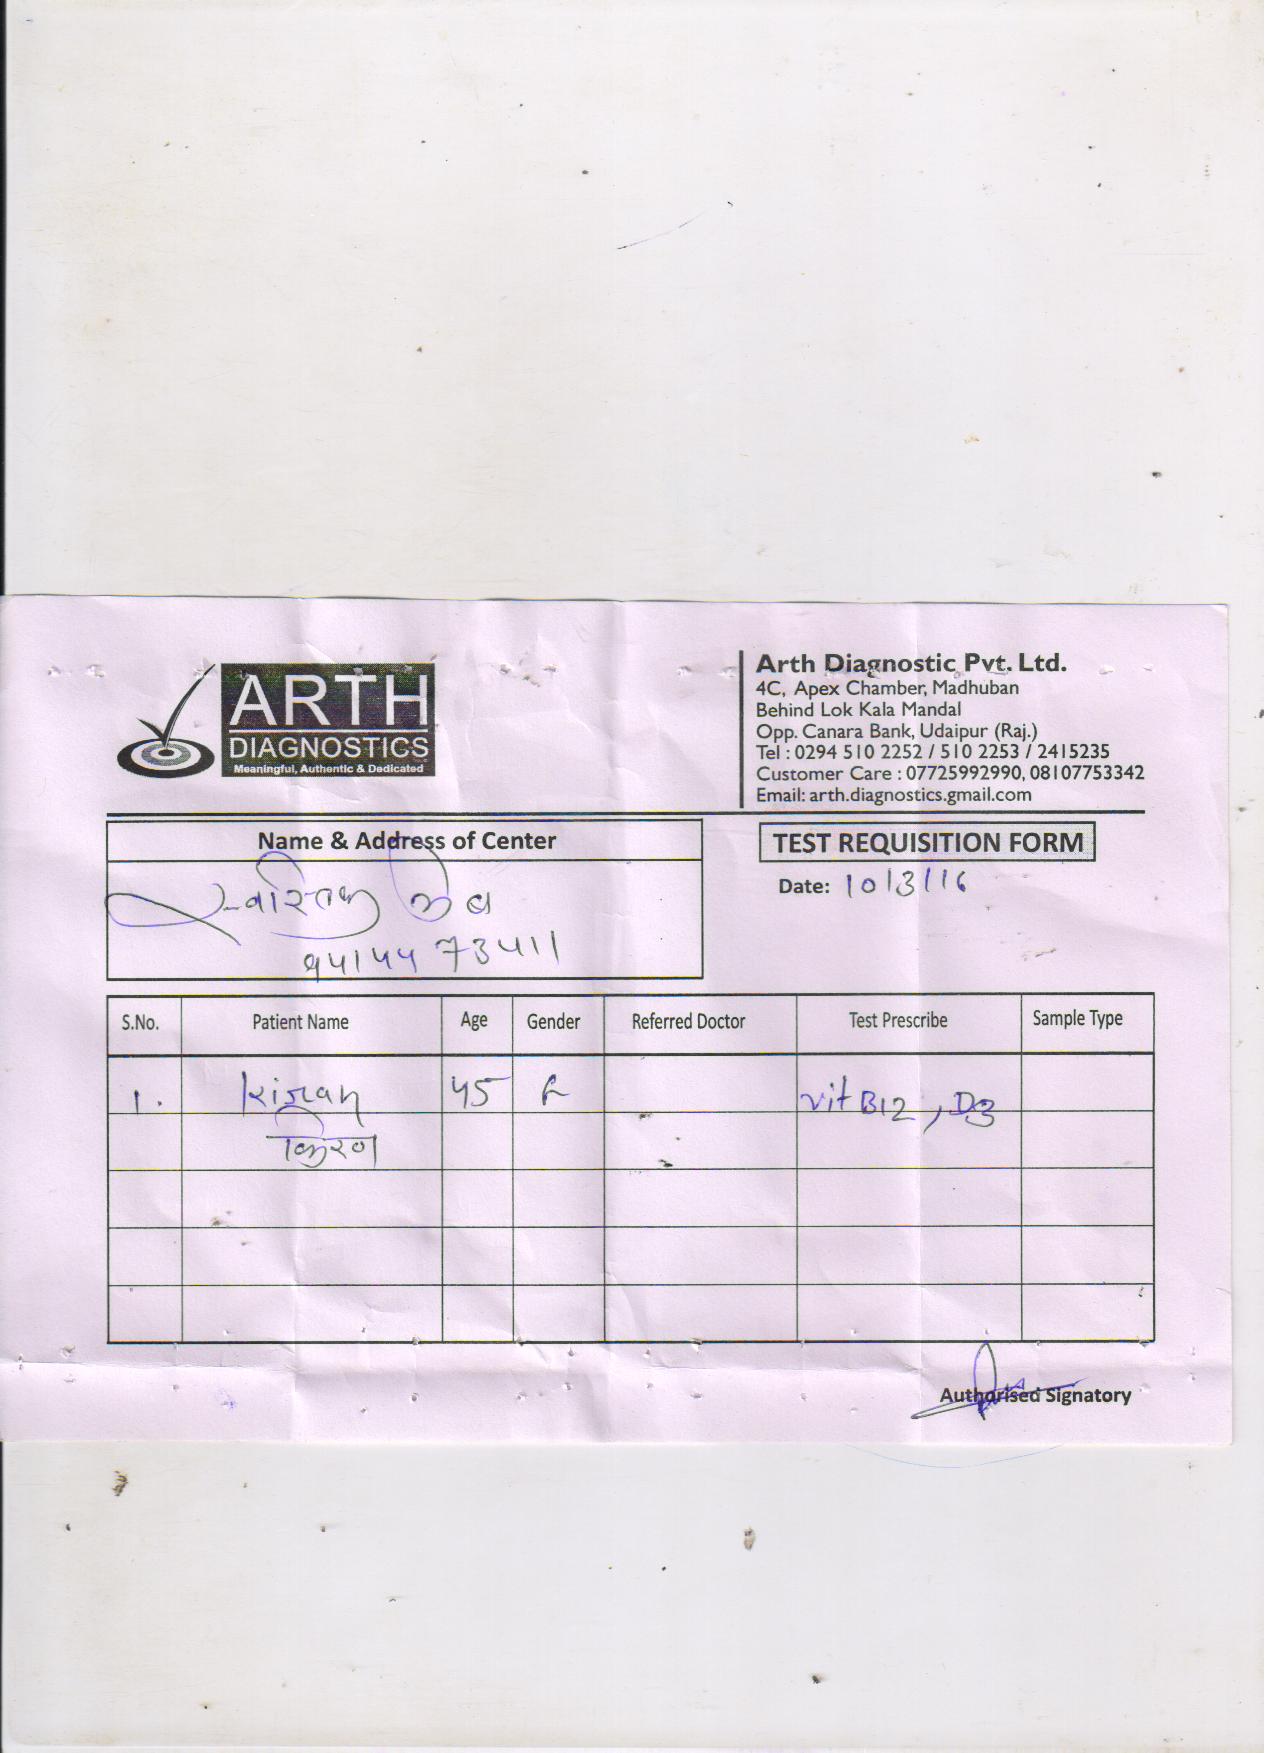 ARTH
DIAGNOSTICS
Meaningful, Authentic & Dedicated
Arth Diagnostic Pvt. Ltd.
4C, Apex Chamber, Madhuban
Behind Lok Kala Mandal
Opp. Canara Bank, Udaipur (Raj.)
Tel : 0294 510 2252 / 510 2253 / 2415235
Customer Care : 07725992990, 08107753342
Email: arth.diagnostics.gmail.com
Name & Address of Center
TEST REQUISITION FORM
Date: 10/3/16
स्वास्तिक लेब
9414473411
S.No. Patient Name Age Gender Referred Doctor Test Prescribe Sample Type
1. Kiran 45 F vit B12, D3
किरण
Authorised Signatory